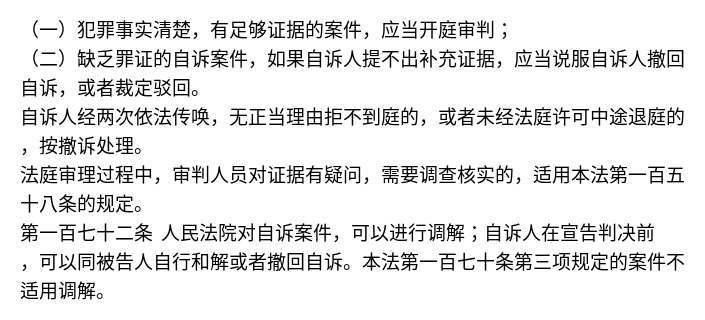 （一）犯罪事实清楚，有足够证据的案件，应当开庭审判；
（二）缺乏罪证的自诉案件，如果自诉人提不出补充证据，应当说服自诉人撤回
自诉，或者裁定驳回。
自诉人经两次依法传唤，无正当理由拒不到庭的，或者未经法庭许可中途退庭的
，按撤诉处理。
法庭审理过程中，审判人员对证据有疑问，需要调查核实的，适用本法第一百五
十八条的规定。
第一百七十二条 人民法院对自诉案件，可以进行调解；自诉人在宣告判决前
，可以同被告人自行和解或者撤回自诉。本法第一百七十条第三项规定的案件不
适用调解。